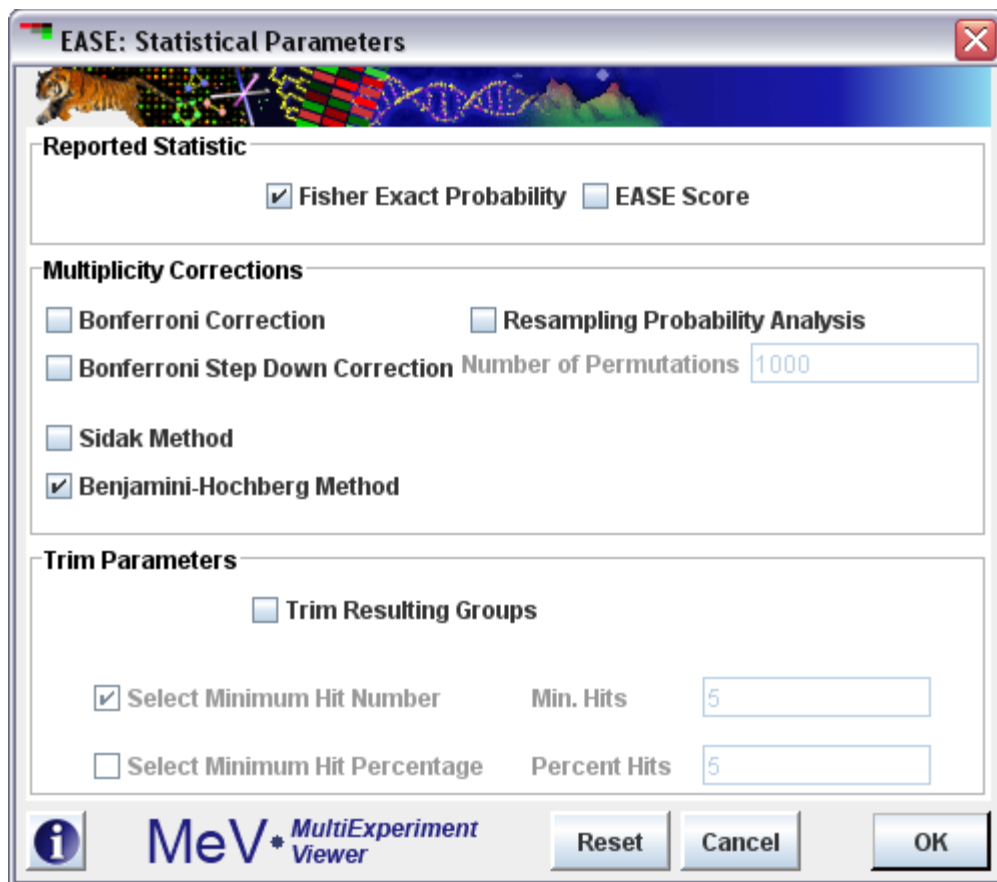 EASE: Statistical Parameters
Reported Statistic
Fisher Exact Probability EASE Score
Multiplicity Corrections
Bonferroni Correction Resampling Probability Analysis
Bonferroni Step Down Correction Number of Permutations 1000
Sidak Method
Benjamini-Hochberg Method
Trim Parameters
Trim Resulting Groups
Select Minimum Hit Number Min. Hits 5
Select Minimum Hit Percentage Percent Hits 5
MeV MultiExperiment Viewer Reset Cancel OK